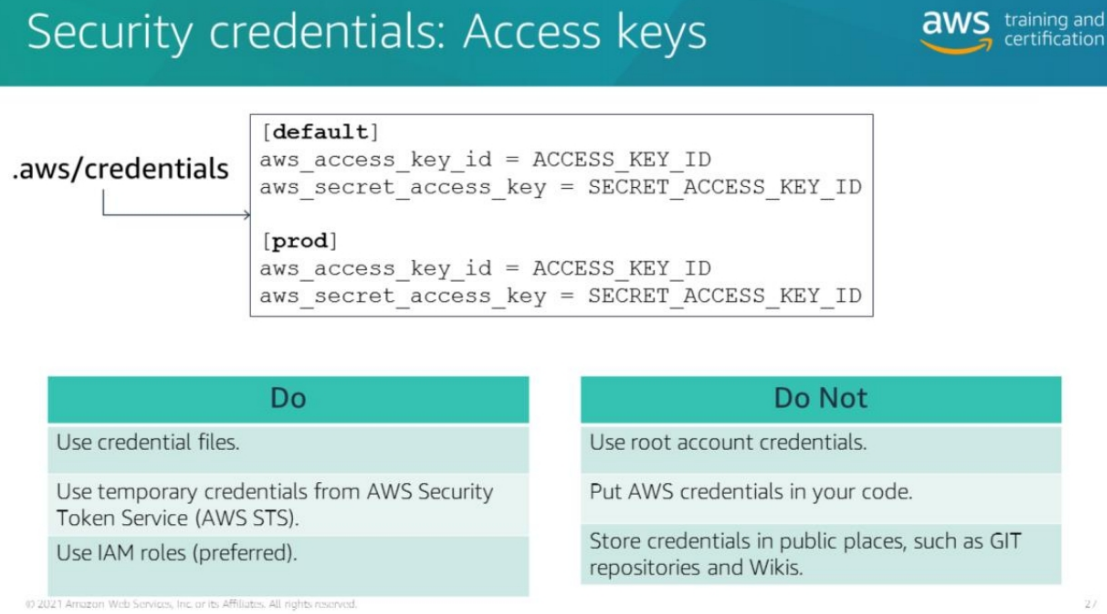 Security credentials: Access keys
aws training and
certification
.aws/credentials
[default]
aws_access_key_id = ACCESS_KEY_ID
aws_secret_access_key = SECRET_ACCESS_KEY_ID
[prod]
aws_access_key_id = ACCESS_KEY_ID
aws_secret_access_key = SECRET_ACCESS_KEY_ID
Do
Use credential files.
Use temporary credentials from AWS Security
Token Service (AWS STS).
Use IAM roles (preferred).
Do Not
Use root account credentials.
Put AWS credentials in your code.
Store credentials in public places, such as GIT
repositories and Wikis.
© 2021 Amazon Web Services, Inc. or its Affiliates. All rights reserved.
27